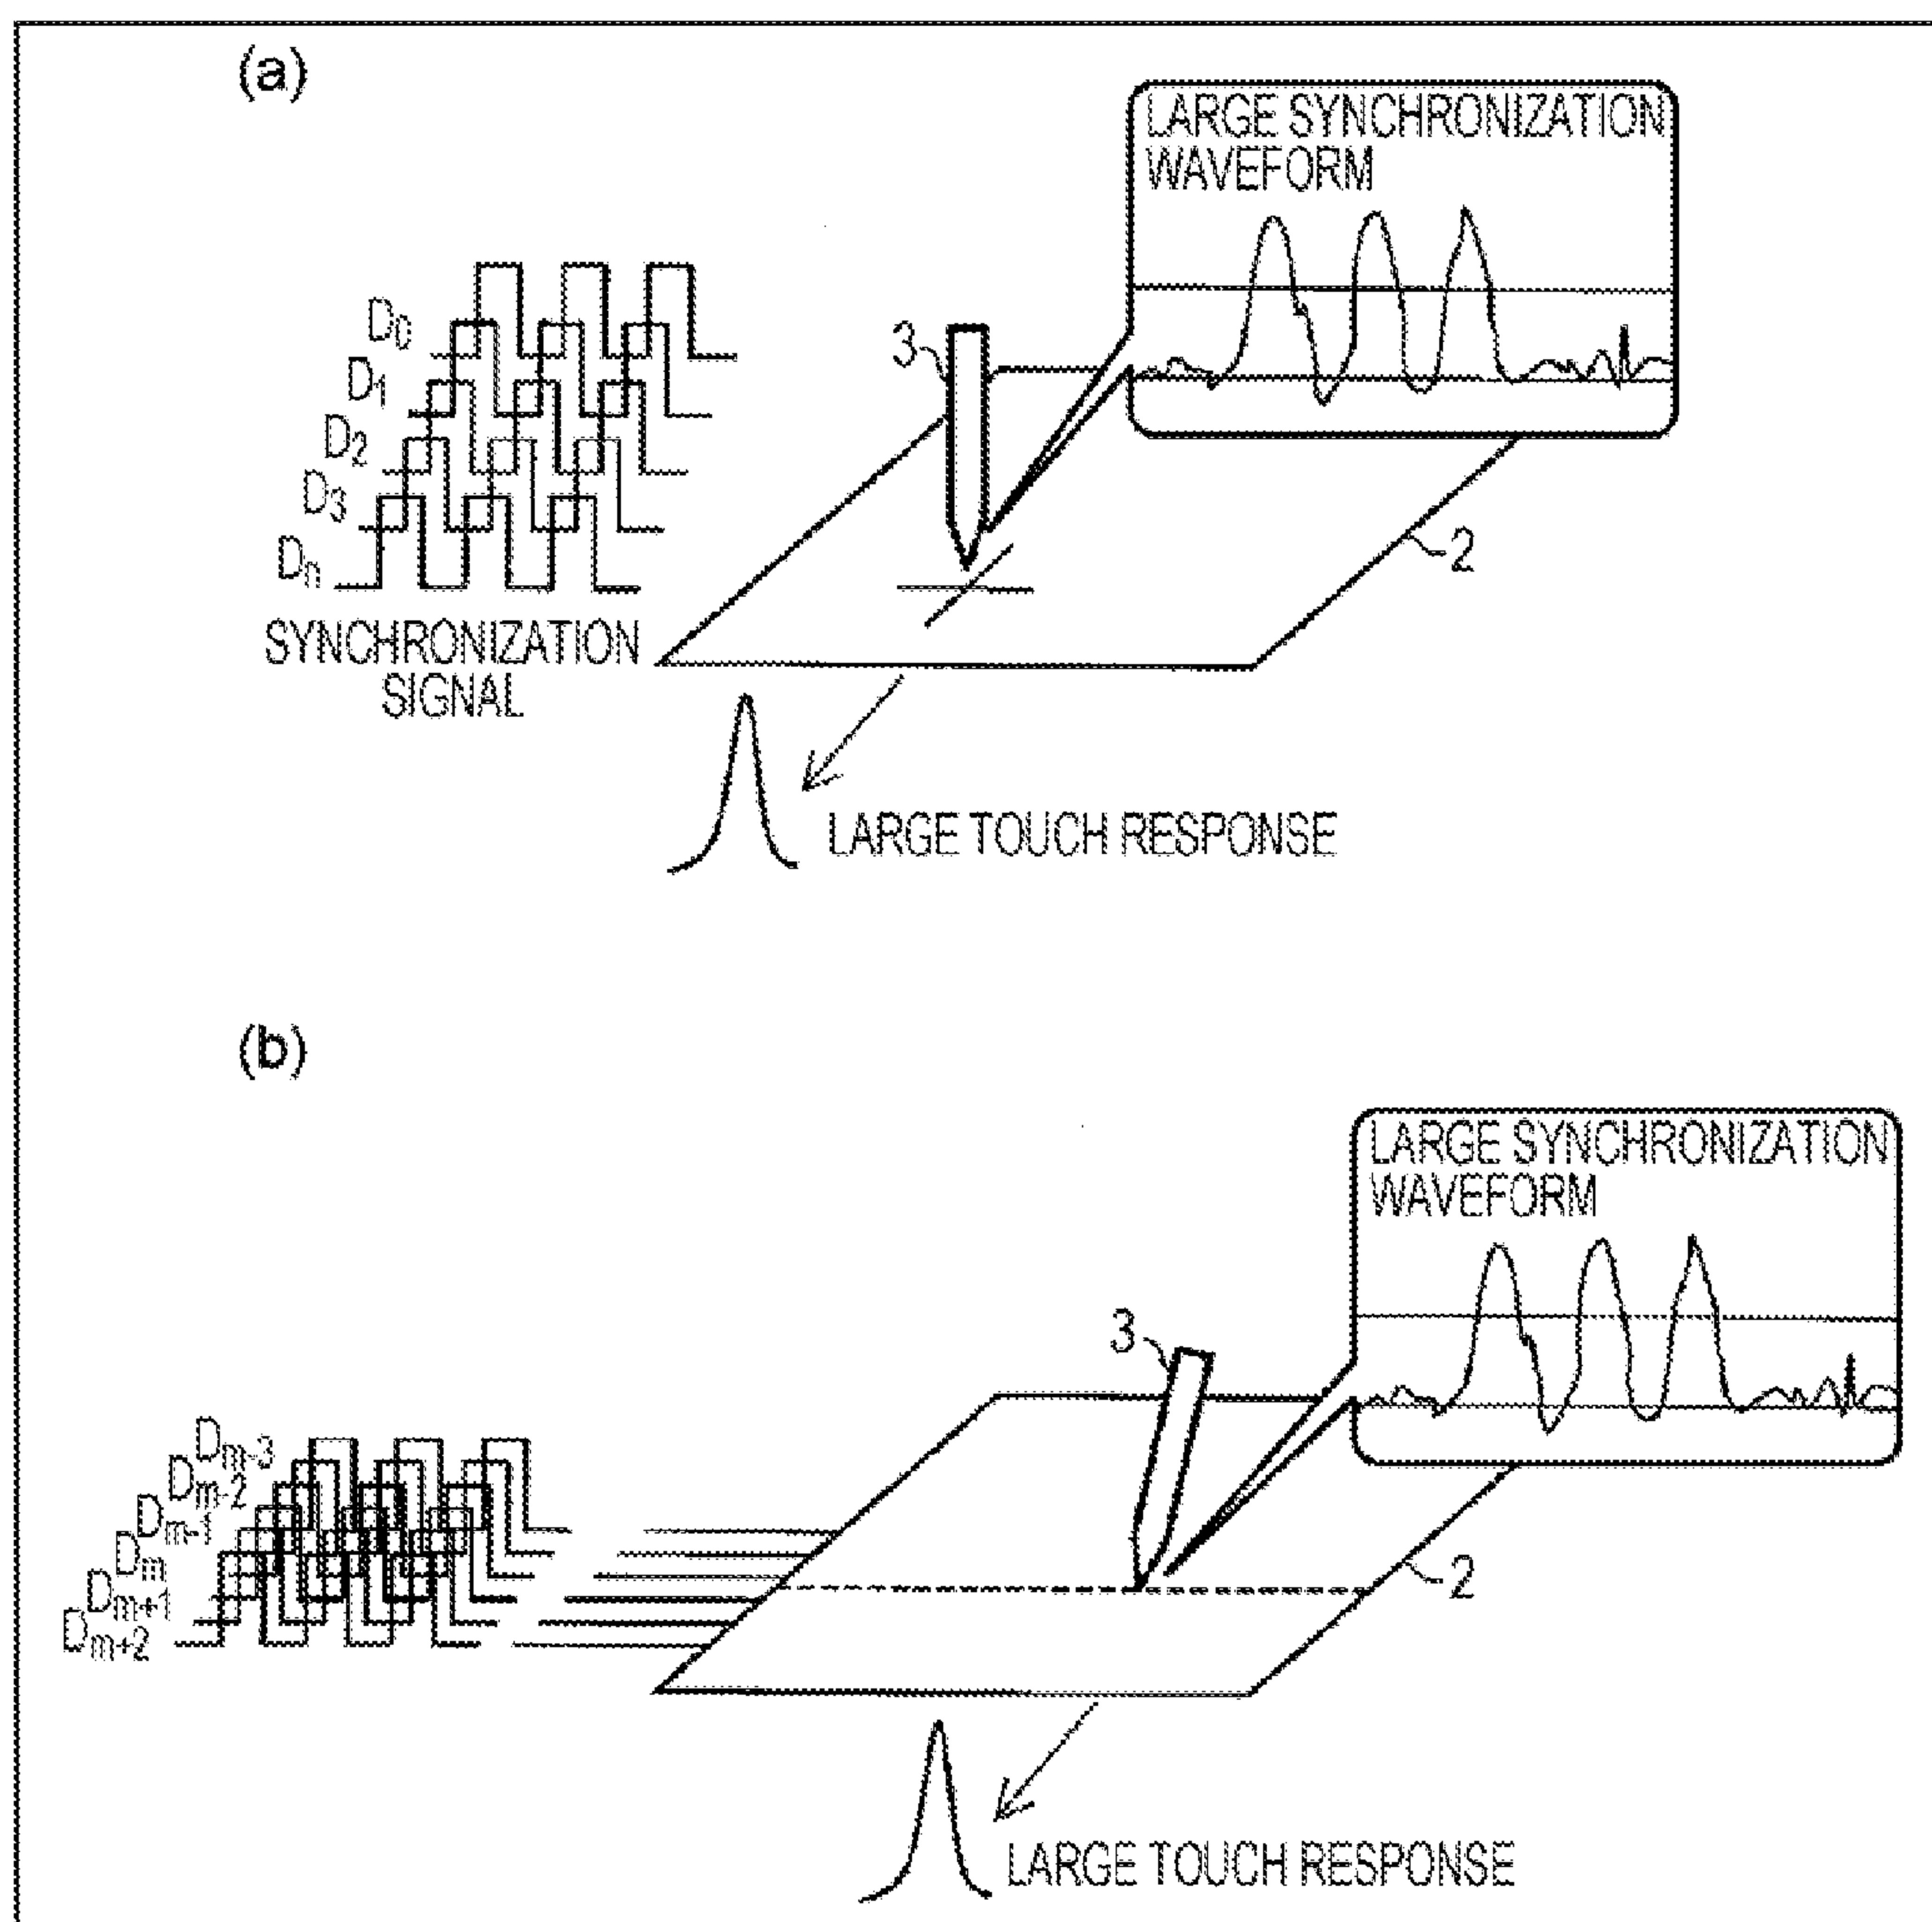 (a)
LARGE SYNCHRONIZATION
WAVEFORM
D0
D1
D2
D3
Dn
3
2
SYNCHRONIZATION
SIGNAL
LARGE TOUCH RESPONSE
(b)
LARGE SYNCHRONIZATION
WAVEFORM
3
Dm-3
Dm-2
Dm-1
Dm
Dm+1
Dm+2
2
LARGE TOUCH RESPONSE